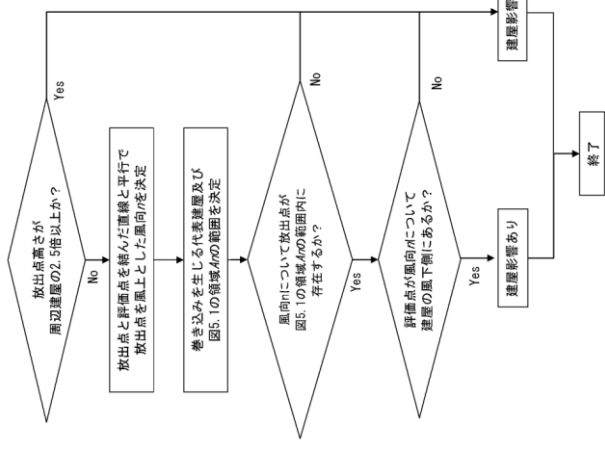 放出点高さが
周辺建屋の2.5倍以上か?
Yes
No
放出点と評価点を結んだ直線と平行で
放出点を風上とした風向nを決定
巻き込みを生じる代表建屋及び
図5.1の領域Anの範囲を決定
風向nについて放出点が
図5.1の領域Anの範囲内に
存在するか?
No
Yes
評価点が風向nについて
建屋の風下側にあるか?
No
Yes
建屋影響あり
建屋影響
終了